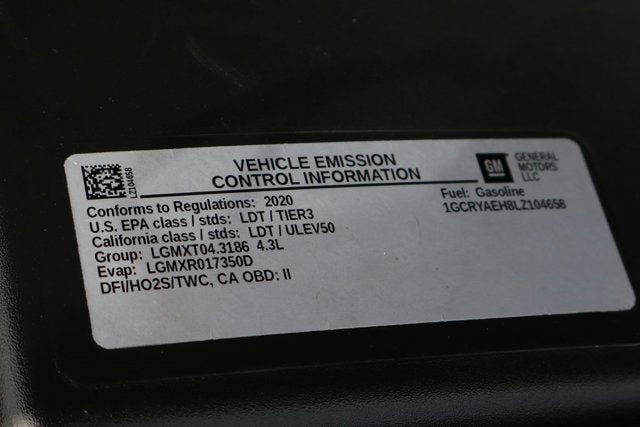 LZ104658
VEHICLE EMISSION
CONTROL INFORMATION
GM
GENERAL
MOTORS
LLC
Conforms to Regulations: 2020
U.S. EPA class / stds: LDT / TIER3
California class / stds: LDT / ULEV50
Group: LGMXT04.3186 4.3L
Evap: LGMXR017350D
DFI/HO2S/TWC, CA OBD: II
Fuel: Gasoline
1GCRYAEH8LZ104658